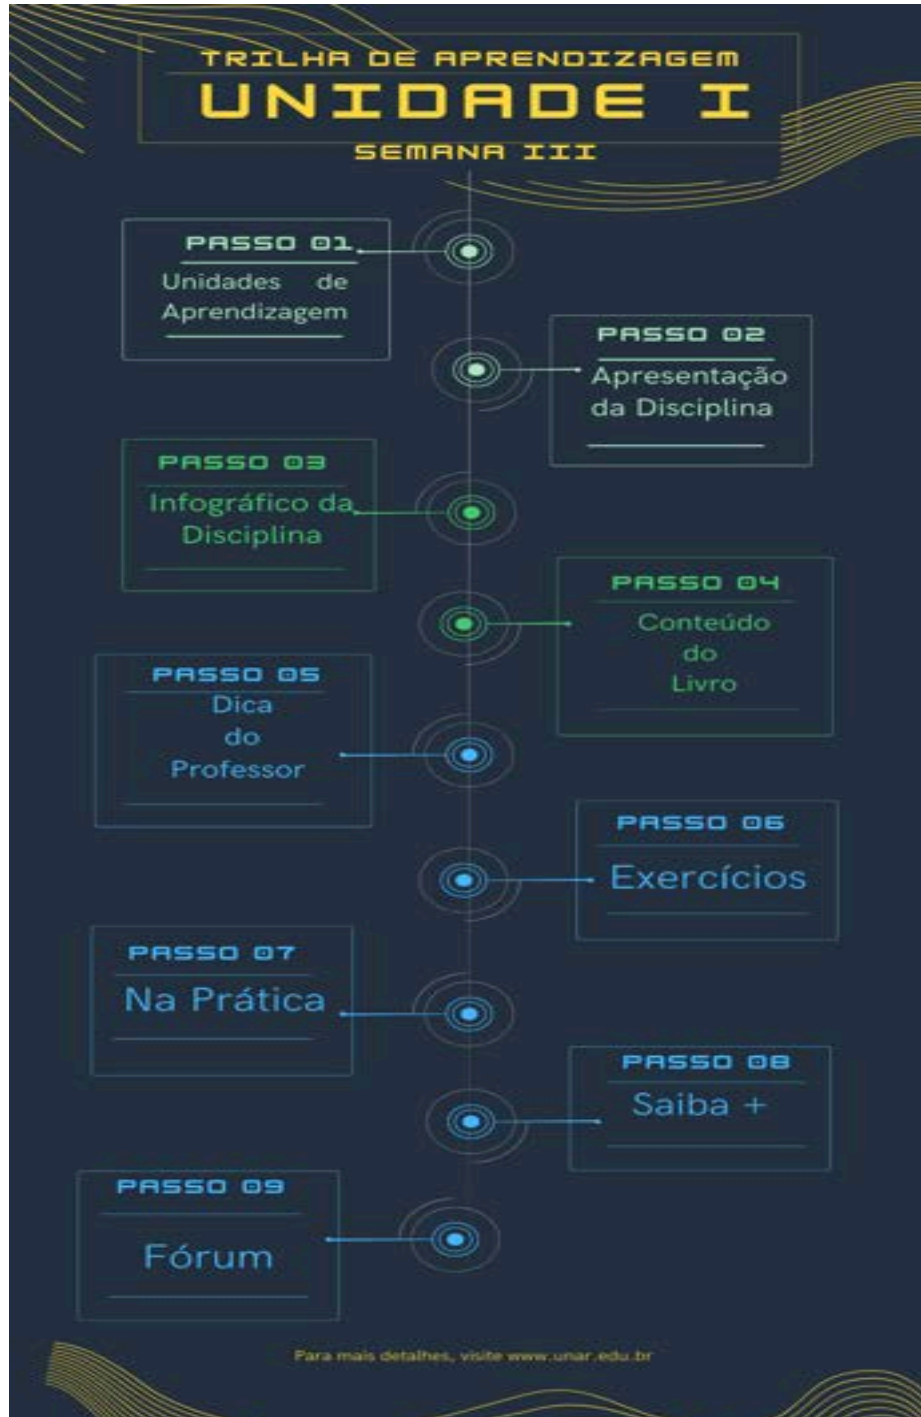 TRILHA DE APRENDIZAGEM
UNIDADE I
SEMANA III
PASSO 01
Unidades de
Aprendizagem
PASSO 02
Apresentação
da Disciplina
PASSO 03
Infográfico da
Disciplina
PASSO 04
Conteúdo
do
Livro
PASSO 05
Dica
do
Professor
PASSO 06
Exercícios
PASSO 07
Na Prática
PASSO 08
Saiba +
PASSO 09
Fórum
Para mais detalhes, visite www.unar.edu.br